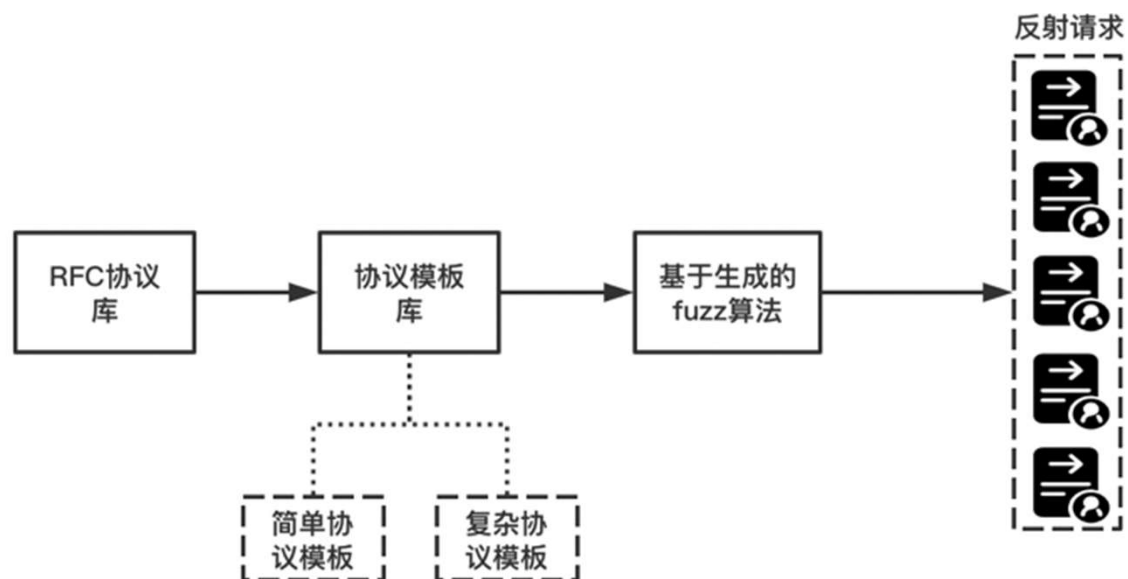 反射请求
RFC协议
库
协议模板
库
基于生成的
fuzz算法
简单协
议模板
复杂协
议模板